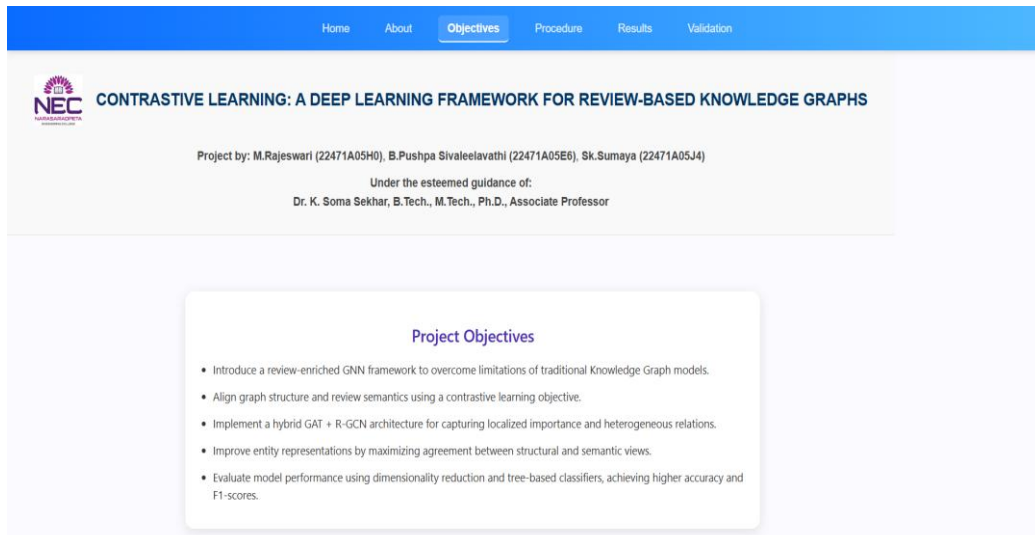 Home About Objectives Procedure Results Validation
NEC
NARASARAOPETA
CONTRASTIVE LEARNING: A DEEP LEARNING FRAMEWORK FOR REVIEW-BASED KNOWLEDGE GRAPHS
Project by: M.Rajeswari (22471A05H0), B.Pushpa Sivaleelavathi (22471A05E6), Sk.Sumaya (22471A05J4)
Under the esteemed guidance of:
Dr. K. Soma Sekhar, B.Tech., M.Tech., Ph.D., Associate Professor
Project Objectives
• Introduce a review-enriched GNN framework to overcome limitations of traditional Knowledge Graph models.
• Align graph structure and review semantics using a contrastive learning objective.
• Implement a hybrid GAT + R-GCN architecture for capturing localized importance and heterogeneous relations.
• Improve entity representations by maximizing agreement between structural and semantic views.
• Evaluate model performance using dimensionality reduction and tree-based classifiers, achieving higher accuracy and
F1-scores.